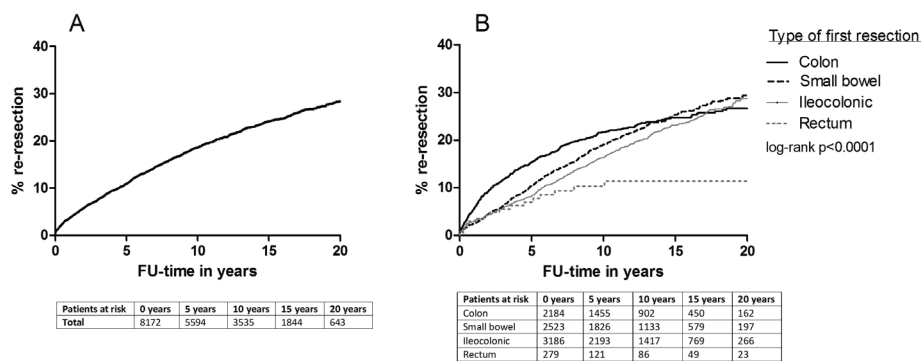 A
40
30
20
10
0
% re-resection
0 5 10 15 20
FU-time in years
Patients at risk 0 years 5 years 10 years 15 years 20 years
Total 8172 5594 3535 1844 643
B
40
30
20
10
0
% re-resection
0 5 10 15 20
FU-time in years
Type of first resection
Colon
Small bowel
Ileocolonic
Rectum
log-rank p<0.0001
Patients at risk 0 years 5 years 10 years 15 years 20 years
Colon 2184 1455 902 450 162
Small bowel 2523 1826 1133 579 197
Ileocolonic 3186 2193 1417 769 266
Rectum 279 121 86 49 23